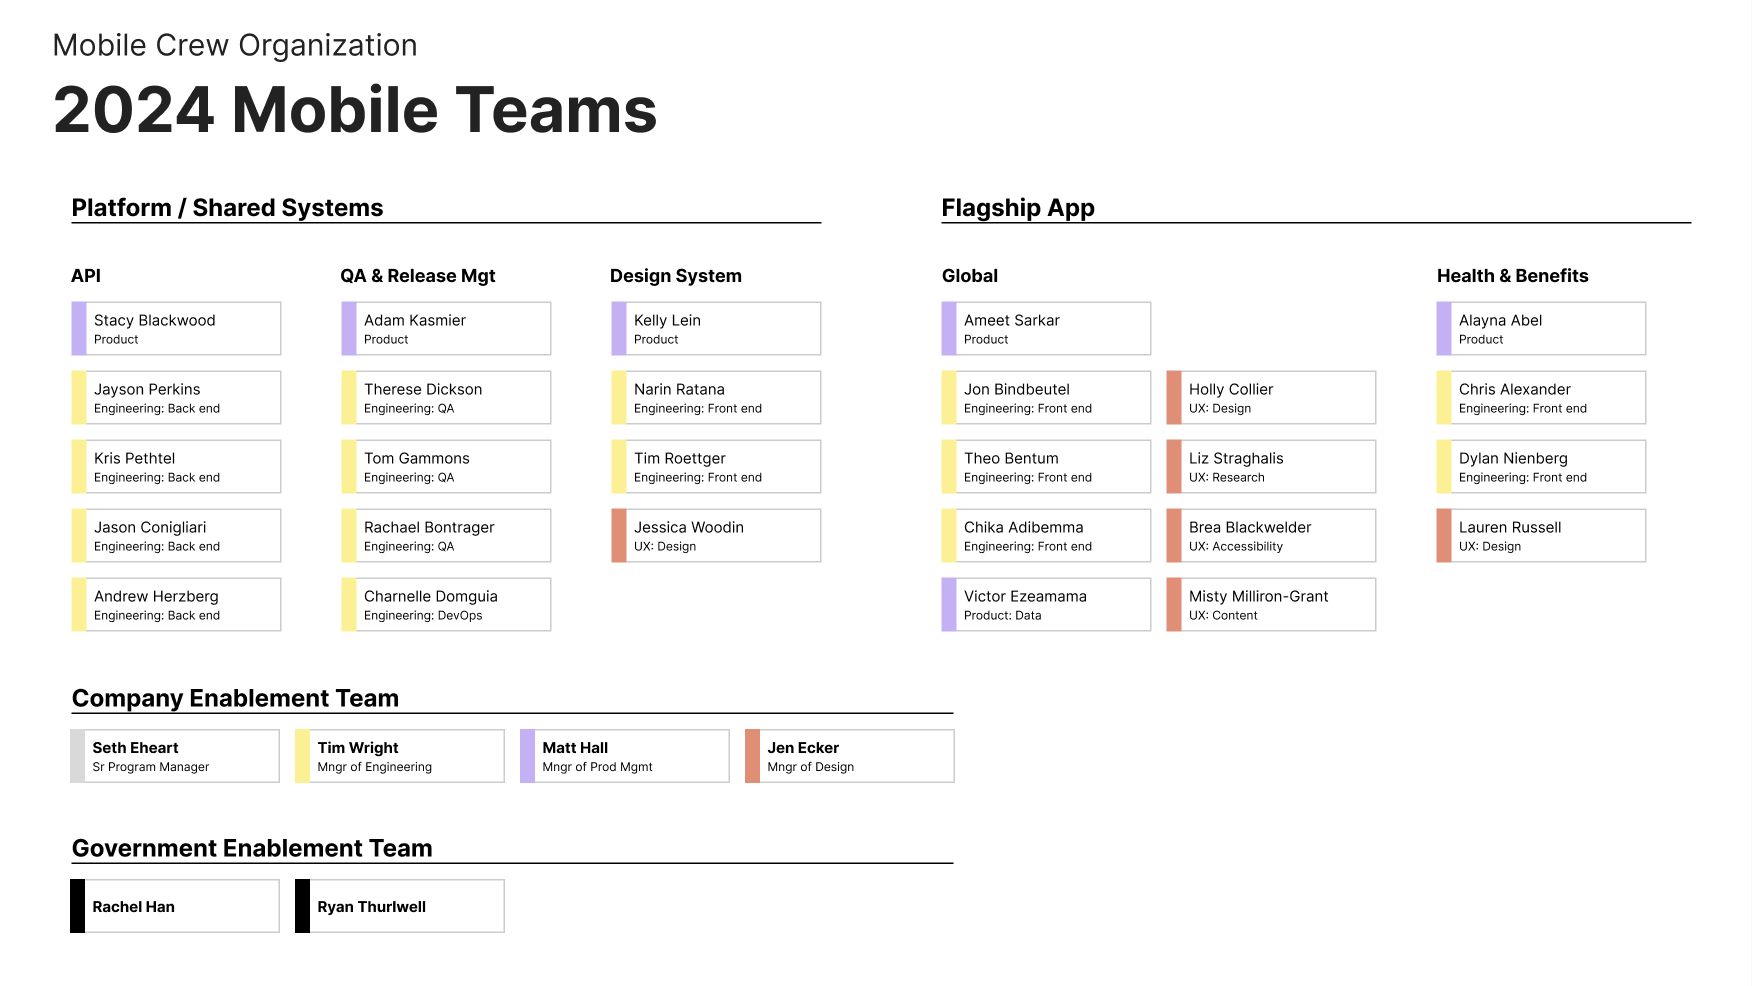 Mobile Crew Organization
2024 Mobile Teams
Platform / Shared Systems
API
Stacy Blackwood
Product
Jayson Perkins
Engineering: Back end
Kris Pethtel
Engineering: Back end
Jason Conigliari
Engineering: Back end
Andrew Herzberg
Engineering: Back end
QA & Release Mgt
Adam Kasmier
Product
Therese Dickson
Engineering: QA
Tom Gammons
Engineering: QA
Rachael Bontrager
Engineering: QA
Charnelle Domguia
Engineering: DevOps
Design System
Kelly Lein
Product
Narin Ratana
Engineering: Front end
Tim Roettger
Engineering: Front end
Jessica Woodin
UX: Design
Flagship App
Global
Ameet Sarkar
Product
Jon Bindbeutel
Engineering: Front end
Theo Bentum
Engineering: Front end
Chika Adibemma
Engineering: Front end
Victor Ezeamama
Product: Data
Holly Collier
UX: Design
Liz Straghalis
UX: Research
Brea Blackwelder
UX: Accessibility
Misty Milliron-Grant
UX: Content
Health & Benefits
Alayna Abel
Product
Chris Alexander
Engineering: Front end
Dylan Nienberg
Engineering: Front end
Lauren Russell
UX: Design
Company Enablement Team
Seth Eheart
Sr Program Manager
Tim Wright
Mngr of Engineering
Matt Hall
Mngr of Prod Mgmt
Jen Ecker
Mngr of Design
Government Enablement Team
Rachel Han
Ryan Thurlwell